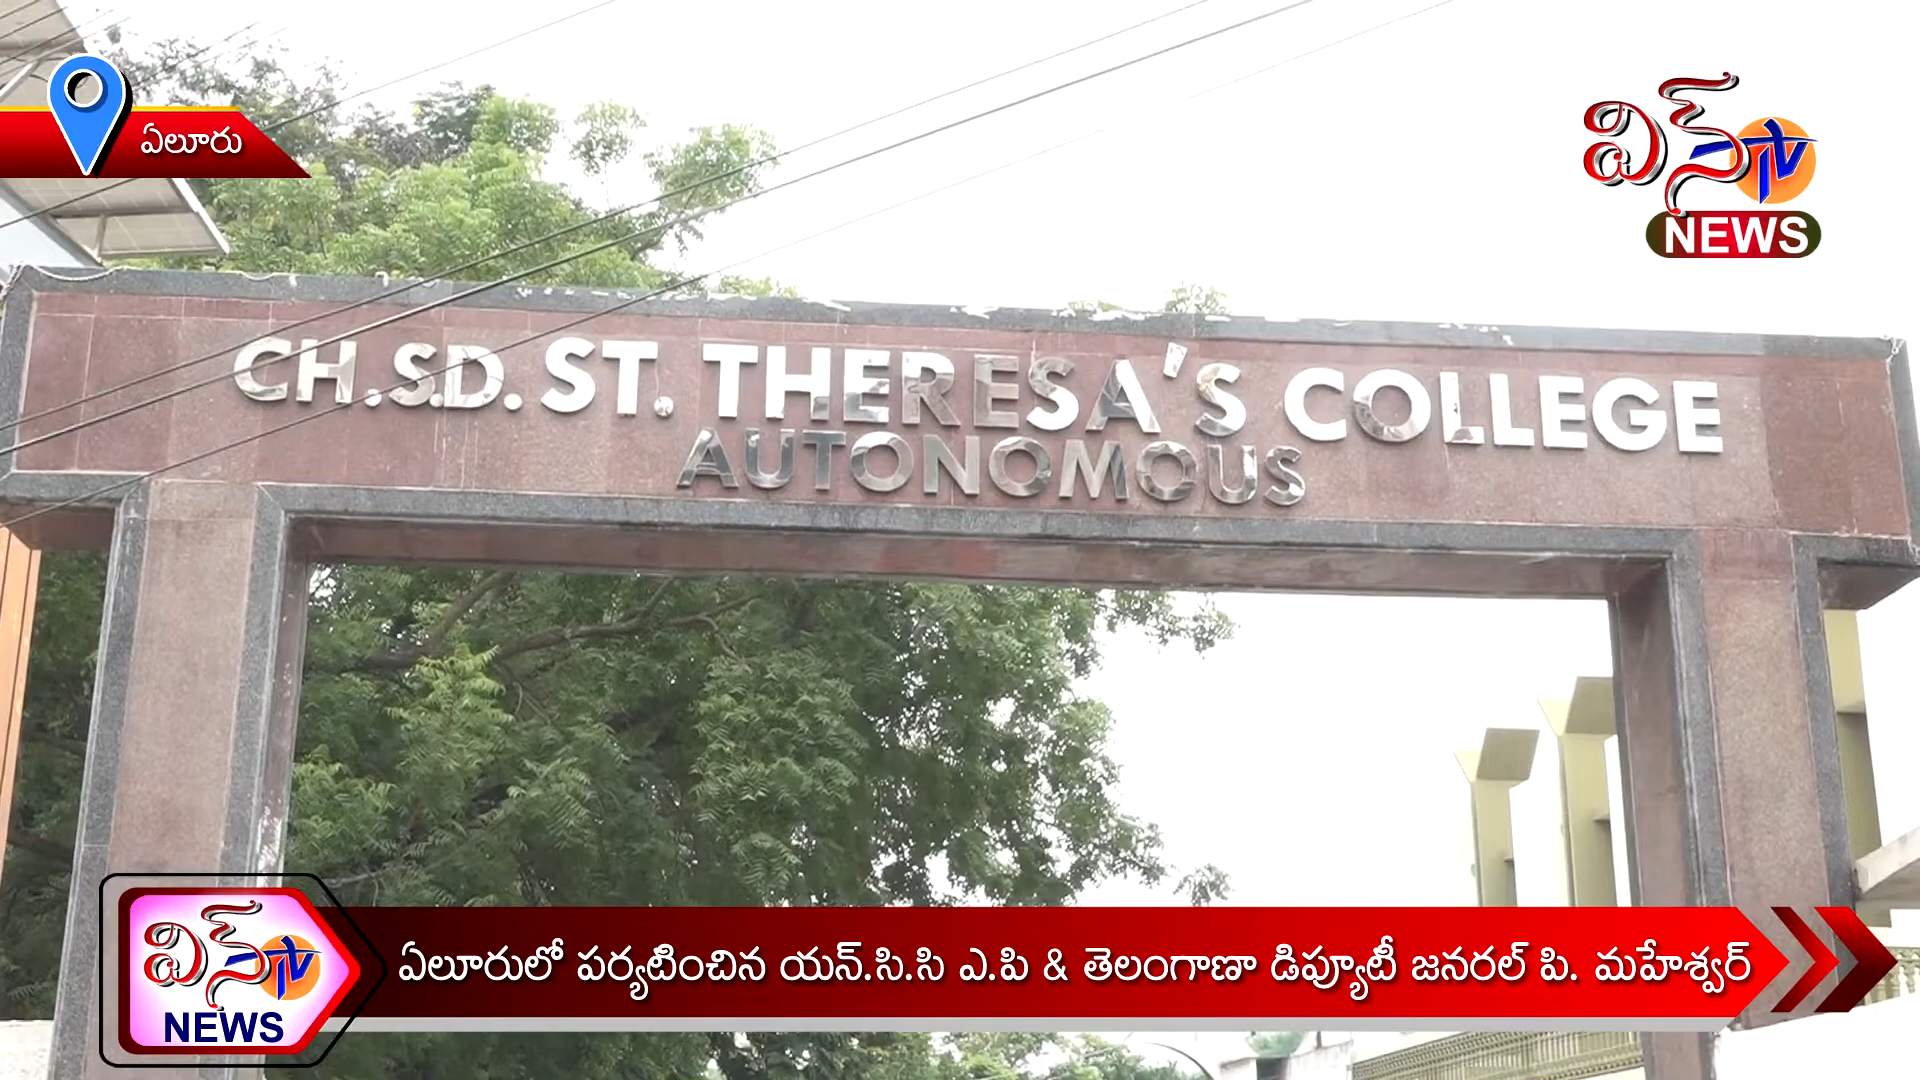 ఏలూరు
విన్ TV
NEWS
CH.S.D. ST. THERESA'S COLLEGE
AUTONOMOUS
విన్ TV
NEWS
ఏలూరులో పర్యటించిన యన్.సి.సి ఎ.పి & తెలంగాణా డిప్యూటీ జనరల్ పి. మహేశ్వర్